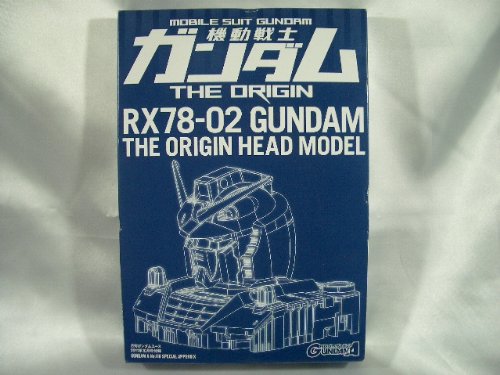 MOBILE SUIT GUNDAM
機動戦士
ガンダム
THE ORIGIN
RX78-02 GUNDAM
THE ORIGIN HEAD MODEL
GUNDAM A